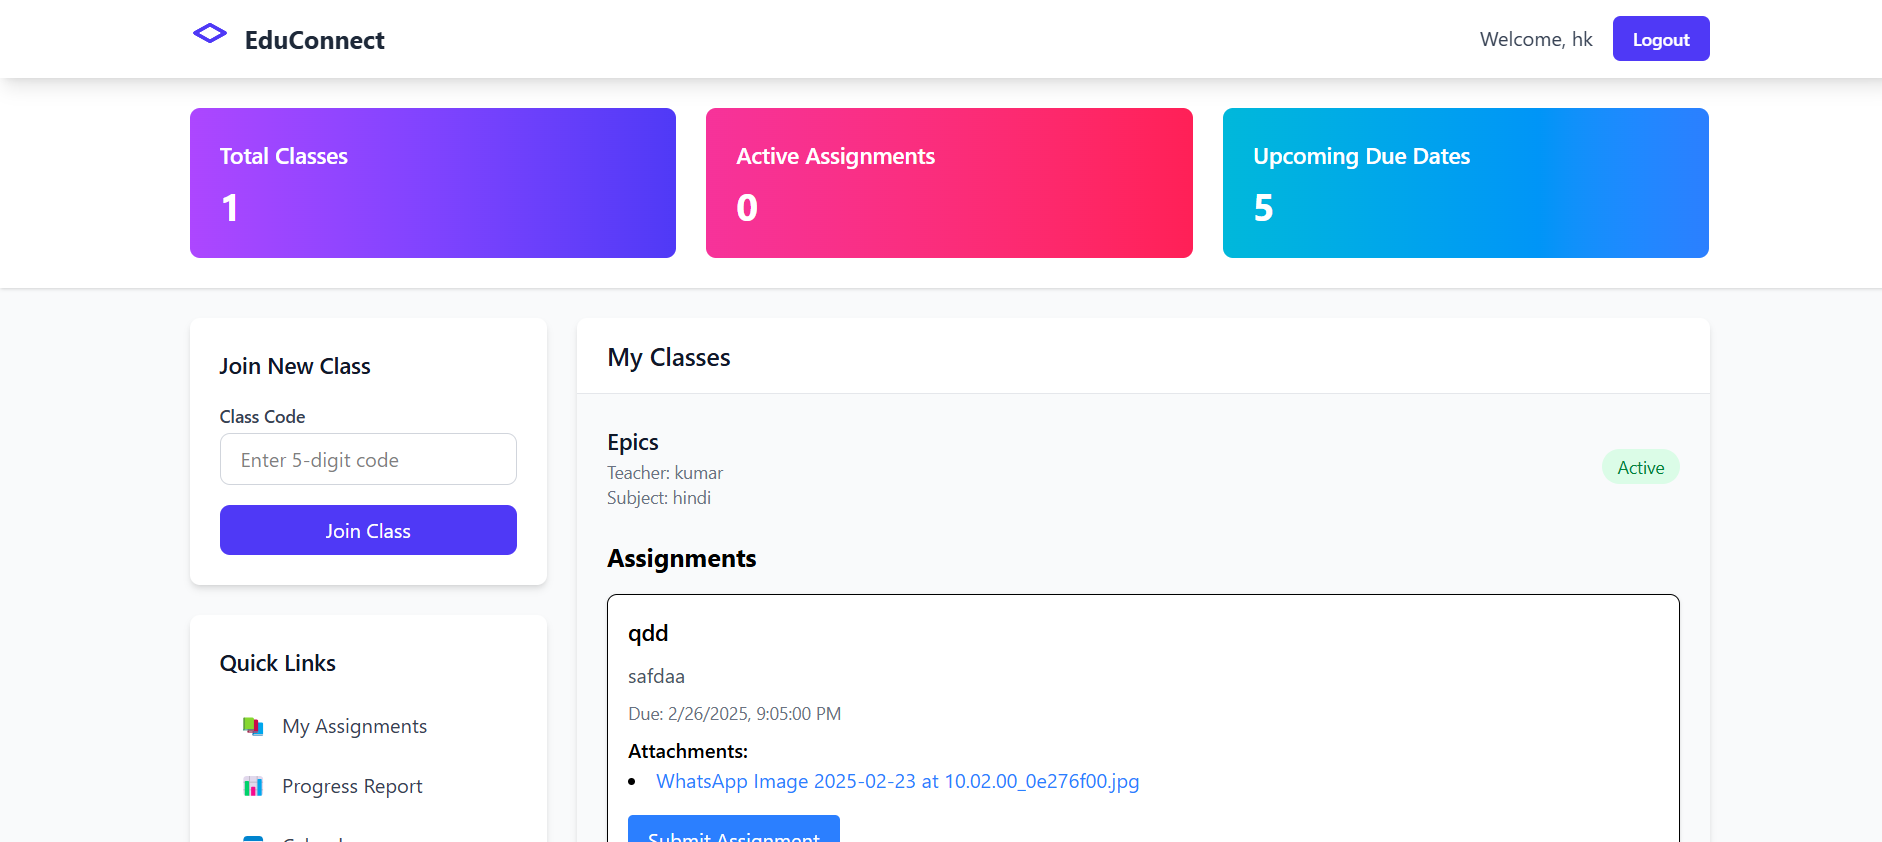 EduConnect
Welcome, hk
Logout
Total Classes
1
Active Assignments
0
Upcoming Due Dates
5
Join New Class
Class Code
Enter 5-digit code
Join Class
Quick Links
My Assignments
Progress Report
My Classes
Epics
Teacher: kumar
Subject: hindi
Active
Assignments
qdd
safdaa
Due: 2/26/2025, 9:05:00 PM
Attachments:
WhatsApp Image 2025-02-23 at 10.02.00_0e276f00.jpg
Submit Assignment